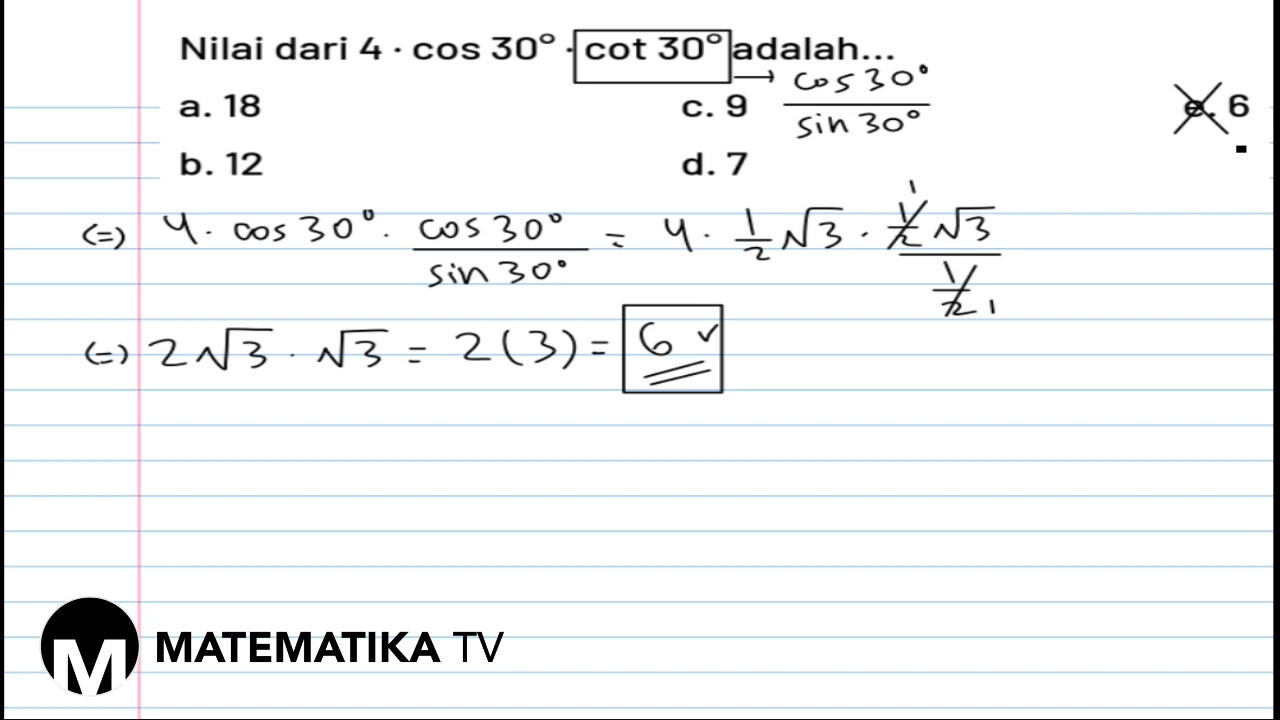 Nilai dari 4 · cos 30° · cot 30° adalah...
→ cos 30° / sin 30°
a. 18 c. 9 e. 6
b. 12 d. 7
(=) 4 · cos 30° · cos 30° / sin 30° = 4 · 1/2 √3 · 1/2 √3 / 1/2 1 1
(=) 2√3 · √3 = 2(3) = 6 ✓
M MATEMATIKA TV